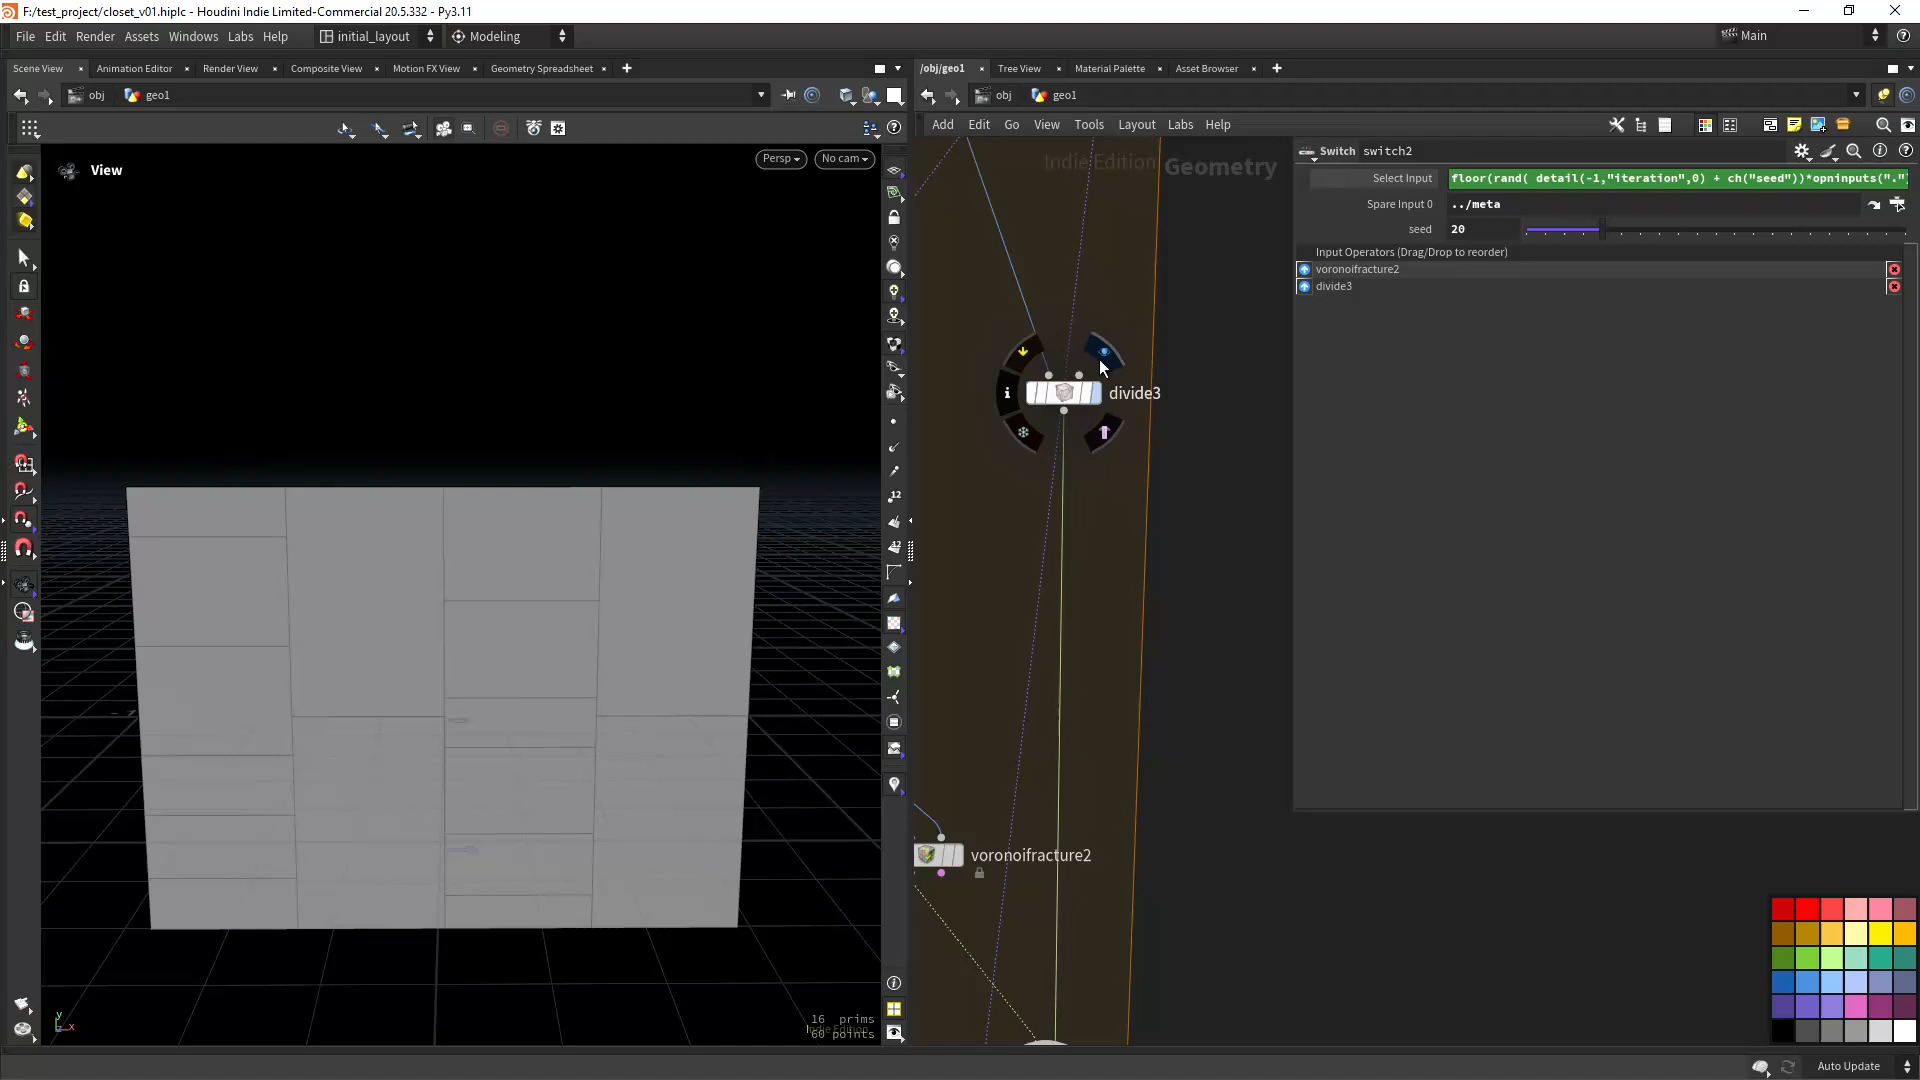 F:/test_project/closet_v01.hiplc - Houdini Indie Limited-Commercial 20.5.332 - Py3.11
File Edit Render Assets Windows Labs Help initial_layout Modeling Main
Scene View Animation Editor Render View Composite View Motion FX View Geometry Spreadsheet
/obj/geo1 Tree View Material Palette Asset Browser
obj geo1
obj geo1
Add Edit Go View Tools Layout Labs Help
View
Persp No cam
Indie Edition Geometry
Switch switch2
Select Input floor(rand( detail(-1,"iteration",0) + ch("seed"))*opninputs(".")
Spare Input 0 ../meta
seed 20
Input Operators (Drag/Drop to reorder)
voronoifracture2
divide3
divide3
voronoifracture2
16 prims
60 points
Indie Edition
12
12
y
z x
Auto Update